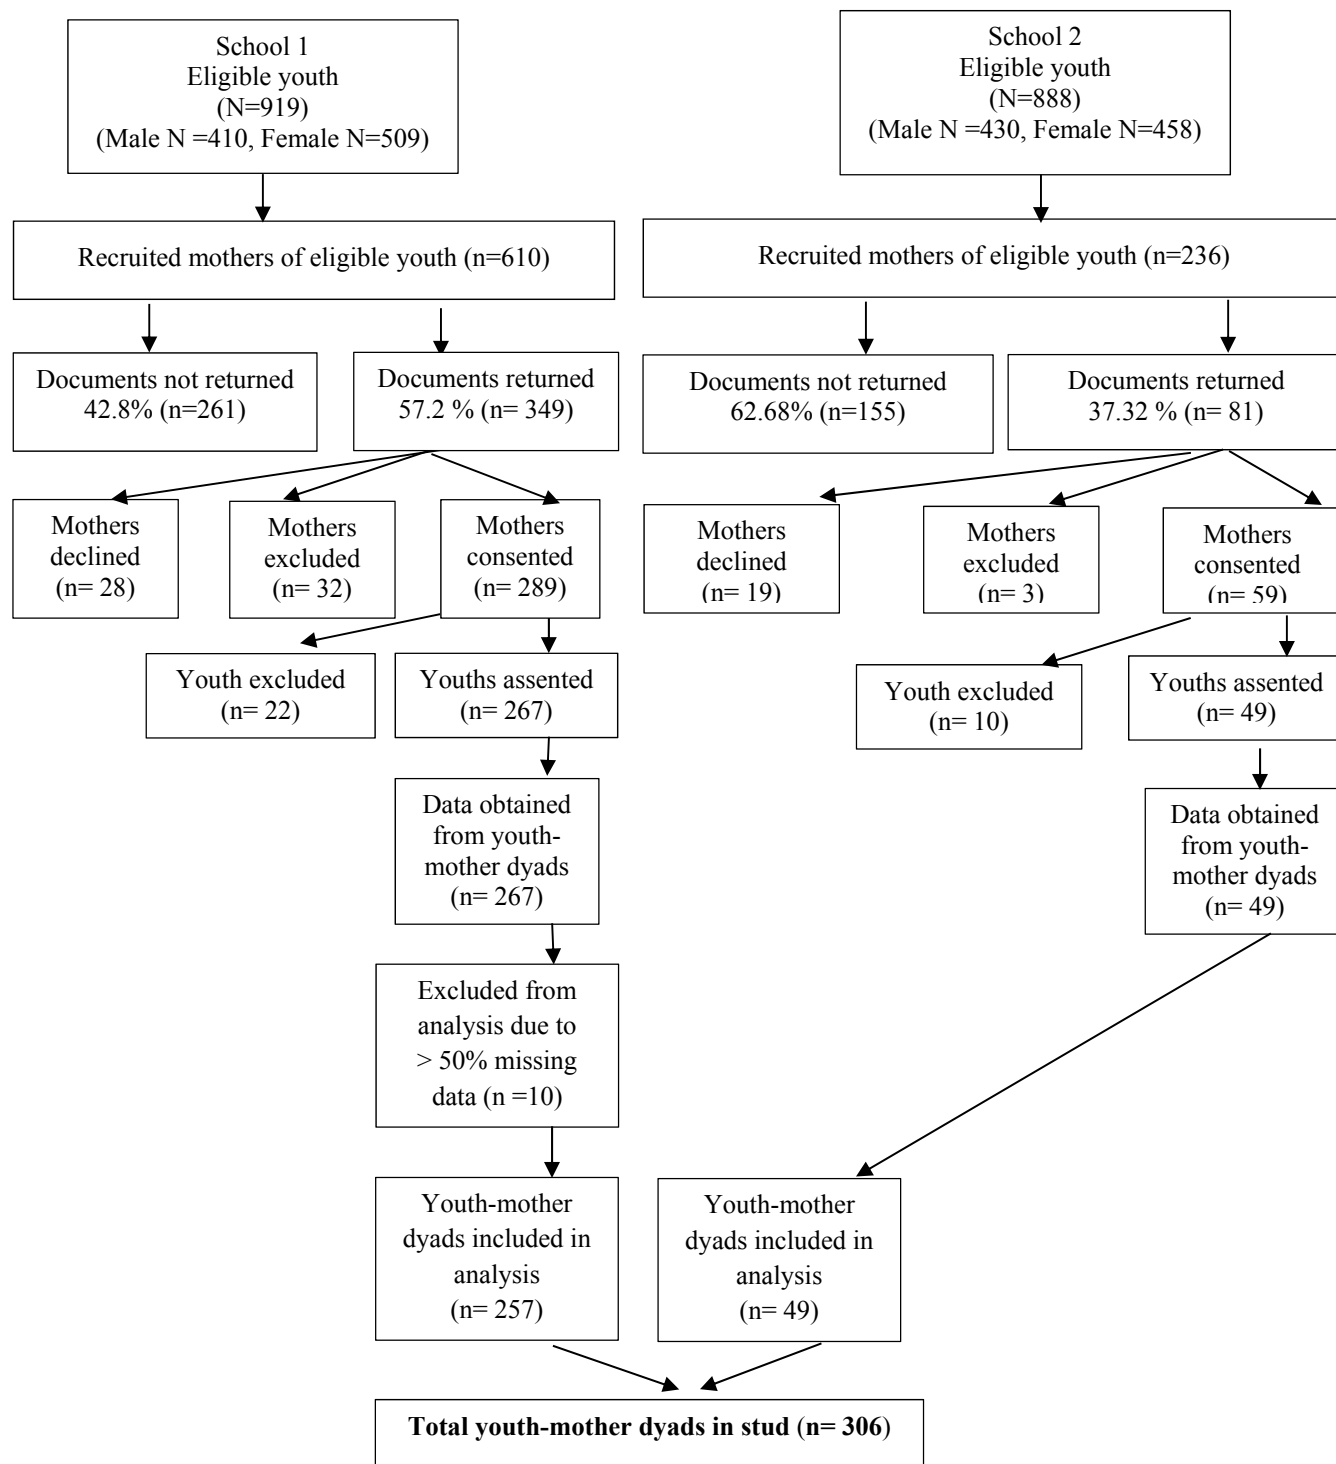 School 1
Eligible youth
(N=919)
(Male N =410, Female N=509)
School 2
Eligible youth
(N=888)
(Male N =430, Female N=458)
Recruited mothers of eligible youth (n=610)
Recruited mothers of eligible youth (n=236)
Documents not returned
42.8% (n=261)
Documents returned
57.2 % (n= 349)
Documents not returned
62.68% (n=155)
Documents returned
37.32 % (n= 81)
Mothers
declined
(n= 28)
Mothers
excluded
(n= 32)
Mothers
consented
(n= 289)
Mothers
declined
(n= 19)
Mothers
excluded
(n= 3)
Mothers
consented
(n= 59)
Youth excluded
(n= 22)
Youths assented
(n= 267)
Youth excluded
(n= 10)
Youths assented
(n= 49)
Data obtained
from youth-
mother dyads
(n= 267)
Data obtained
from youth-
mother dyads
(n= 49)
Excluded from
analysis due to
> 50% missing
data (n =10)
Youth-mother
dyads included in
analysis
(n= 257)
Youth-mother
dyads included in
analysis
(n= 49)
Total youth-mother dyads in stud (n= 306)